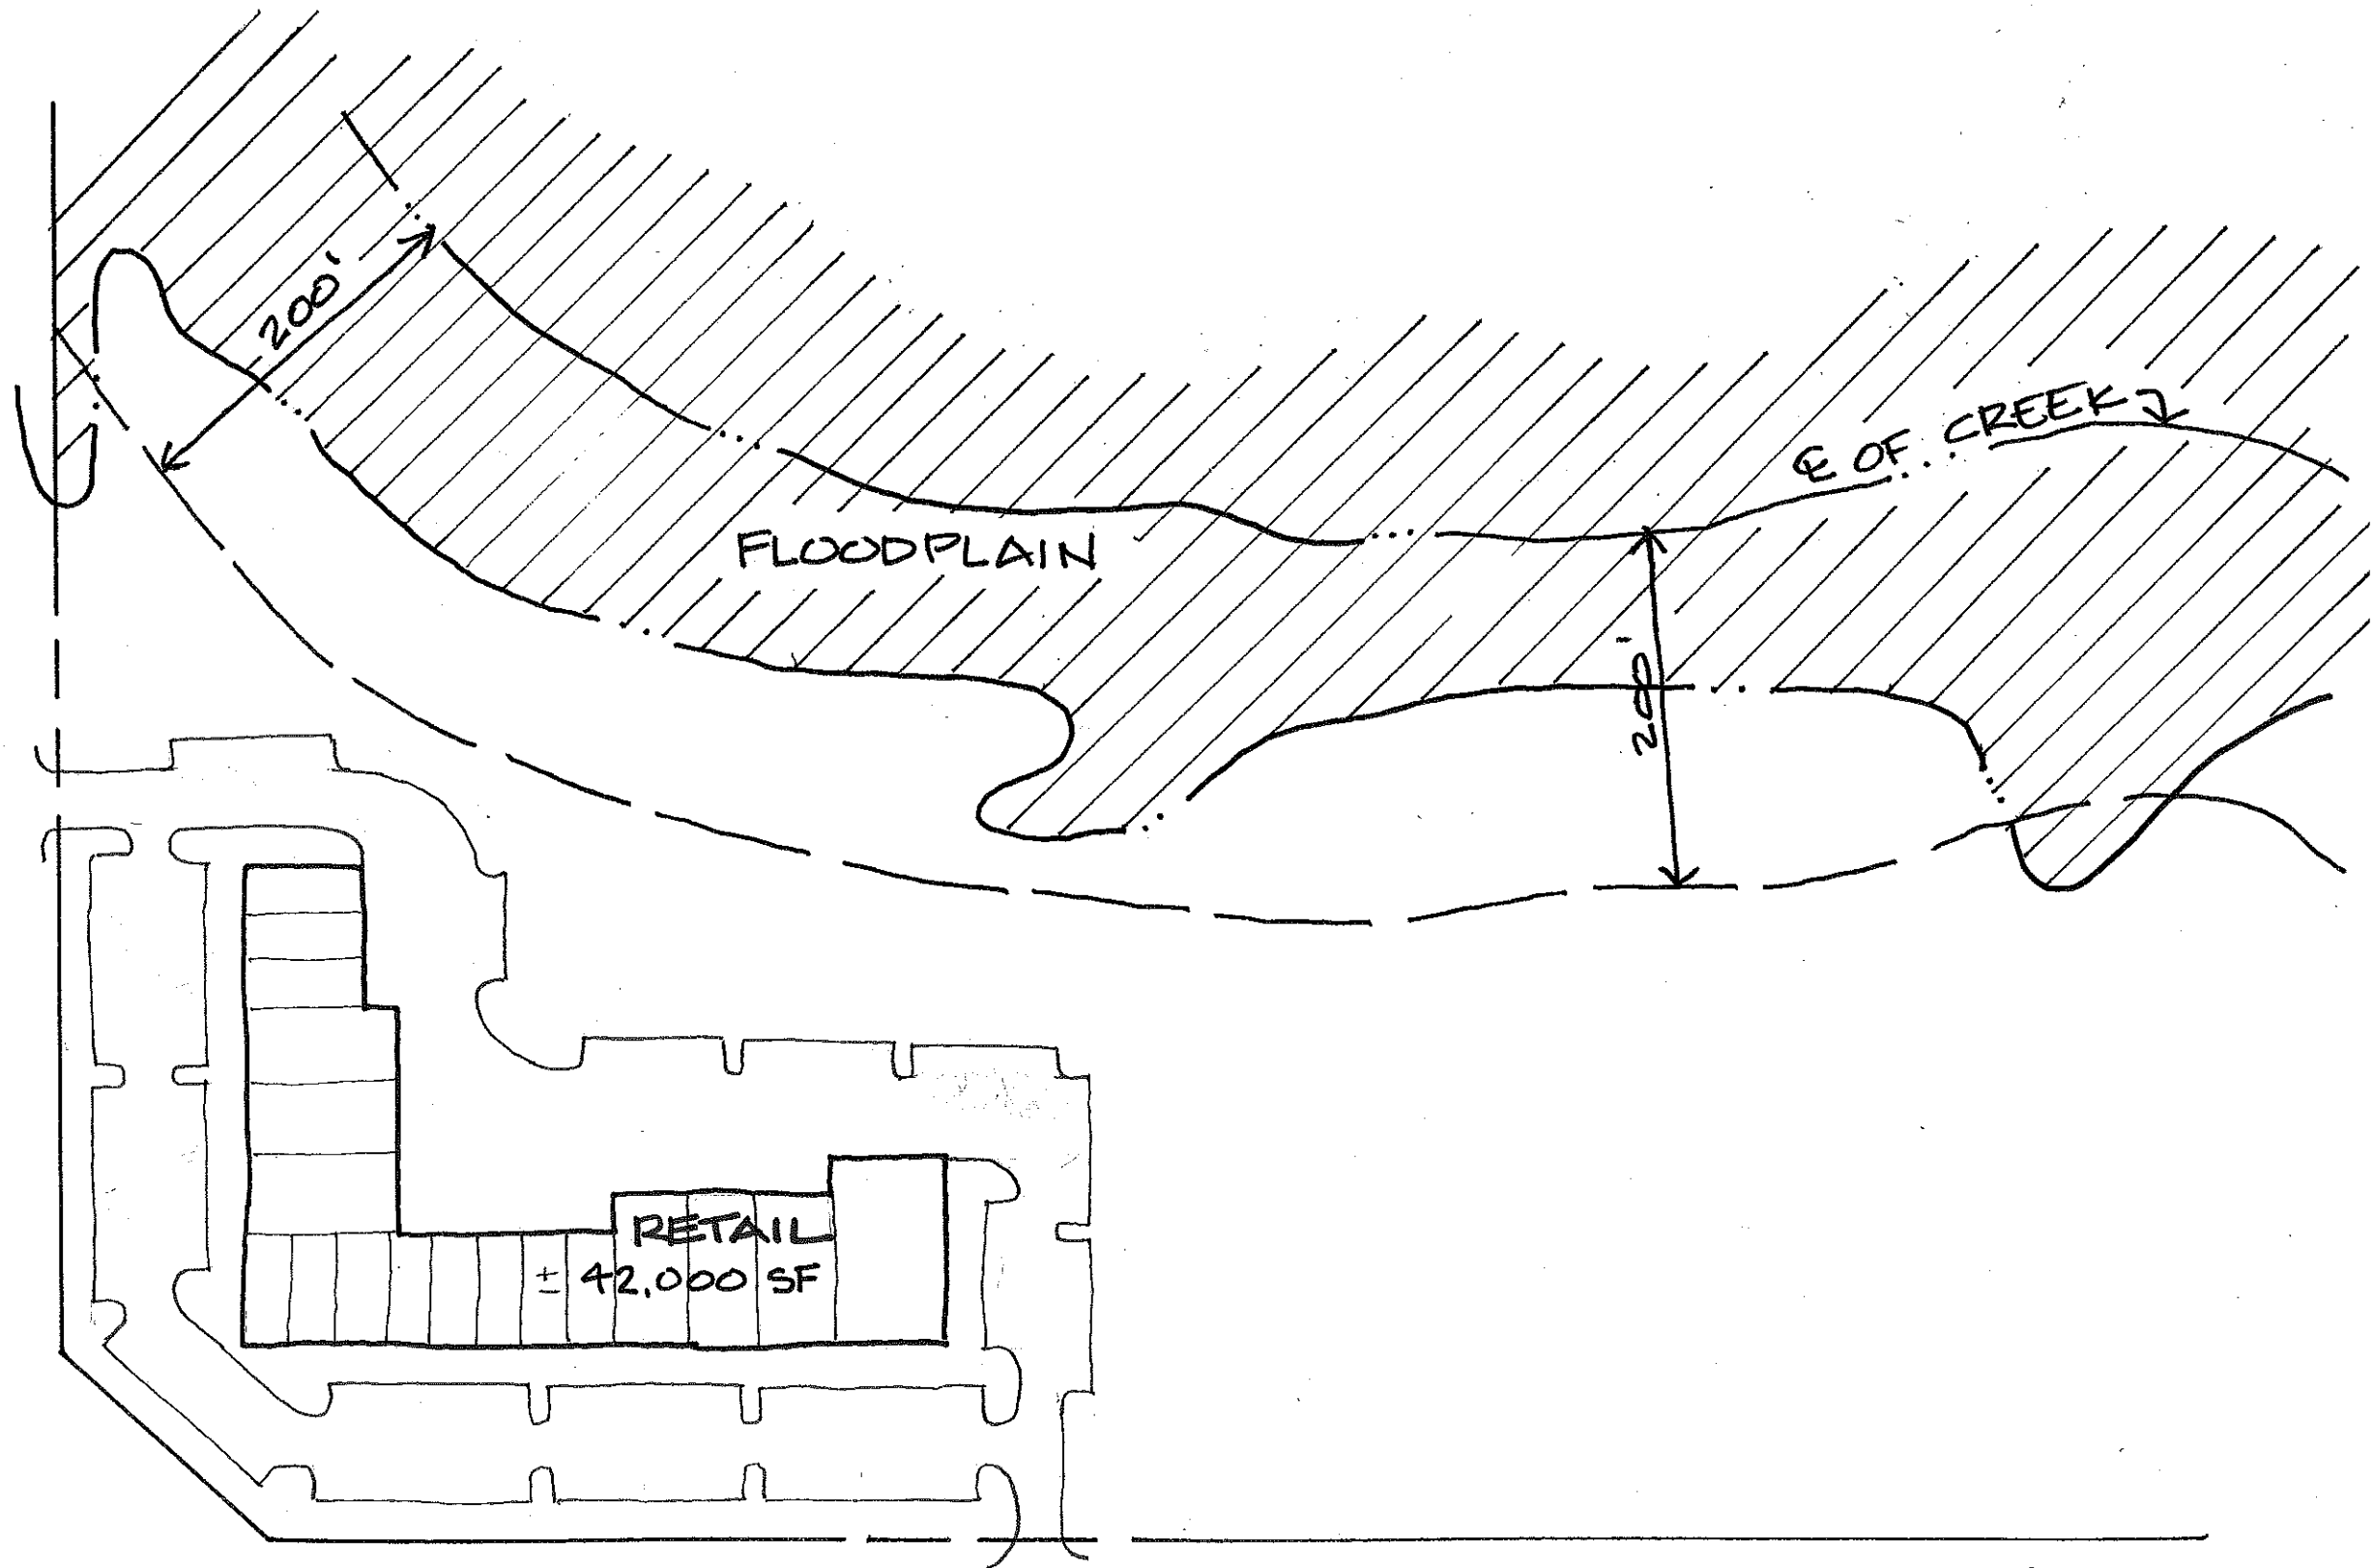 200'
℄ OF CREEK
FLOODPLAIN
200'
RETAIL
± 42,000 SF